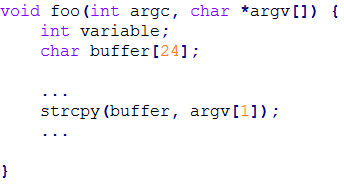 void foo(int argc, char *argv[]) {
    int variable;
    char buffer[24];

    ...
    strcpy(buffer, argv[1]);
    ...

}